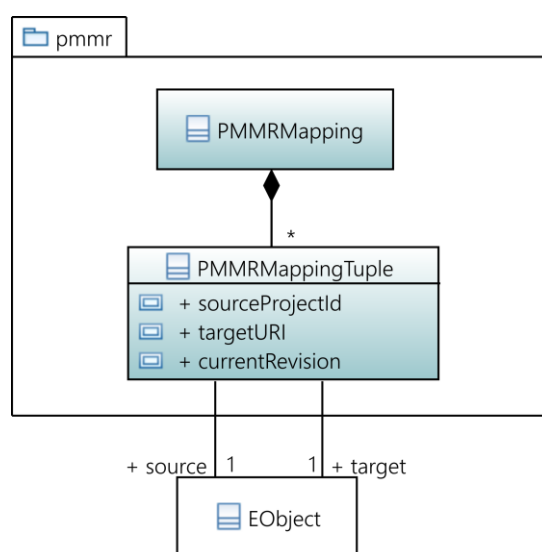 pmmr
PMMRMapping
*
PMMRMappingTuple
+ sourceProjectId
+ targetURI
+ currentRevision
+ source 1 1 + target
EObject